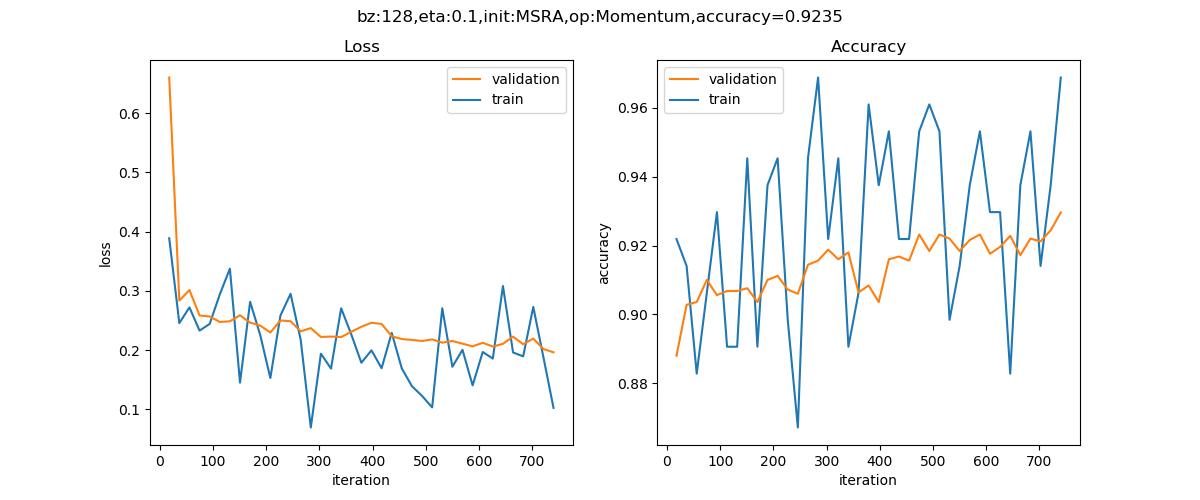 bz:128,eta:0.1,init:MSRA,op:Momentum,accuracy=0.9235
Loss
validation
train
0.6
0.5
0.4
0.3
0.2
0.1
loss
0
100
200
300
400
500
600
700
iteration
Accuracy
validation
train
0.96
0.94
0.92
0.90
0.88
accuracy
0
100
200
300
400
500
600
700
iteration